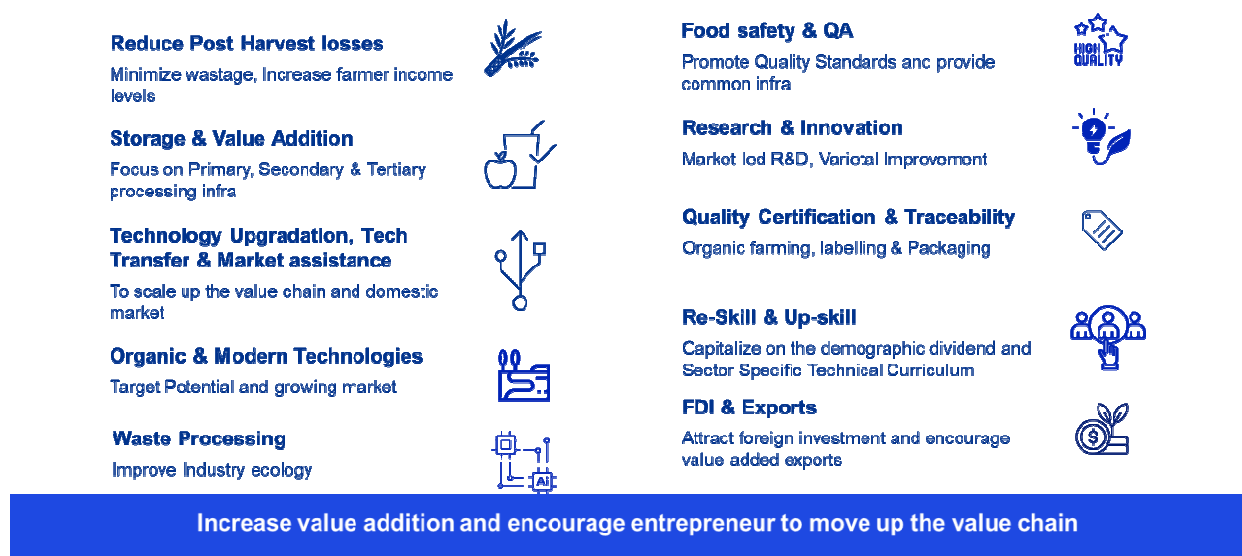 Reduce Post Harvest losses
Minimize wastage, Increase farmer income
levels
Storage & Value Addition
Focus on Primary, Secondary & Tertiary
processing infra
Technology Upgradation, Tech
Transfer & Market assistance
To scale up the value chain and domestic
market
Organic & Modern Technologies
Target Potential and growing market
Waste Processing
Improve Industry ecology
Ai
Food safety & QA
Promote Quality Standards and provide
common infra
HIGH
QUALITY
Research & Innovation
Market led R&D, Varietal Improvement
Quality Certification & Traceability
Organic farming, labelling & Packaging
Re-Skill & Up-skill
Capitalize on the demographic dividend and
Sector Specific Technical Curriculum
FDI & Exports
Attract foreign investment and encourage
value added exports
$
Increase value addition and encourage entrepreneur to move up the value chain